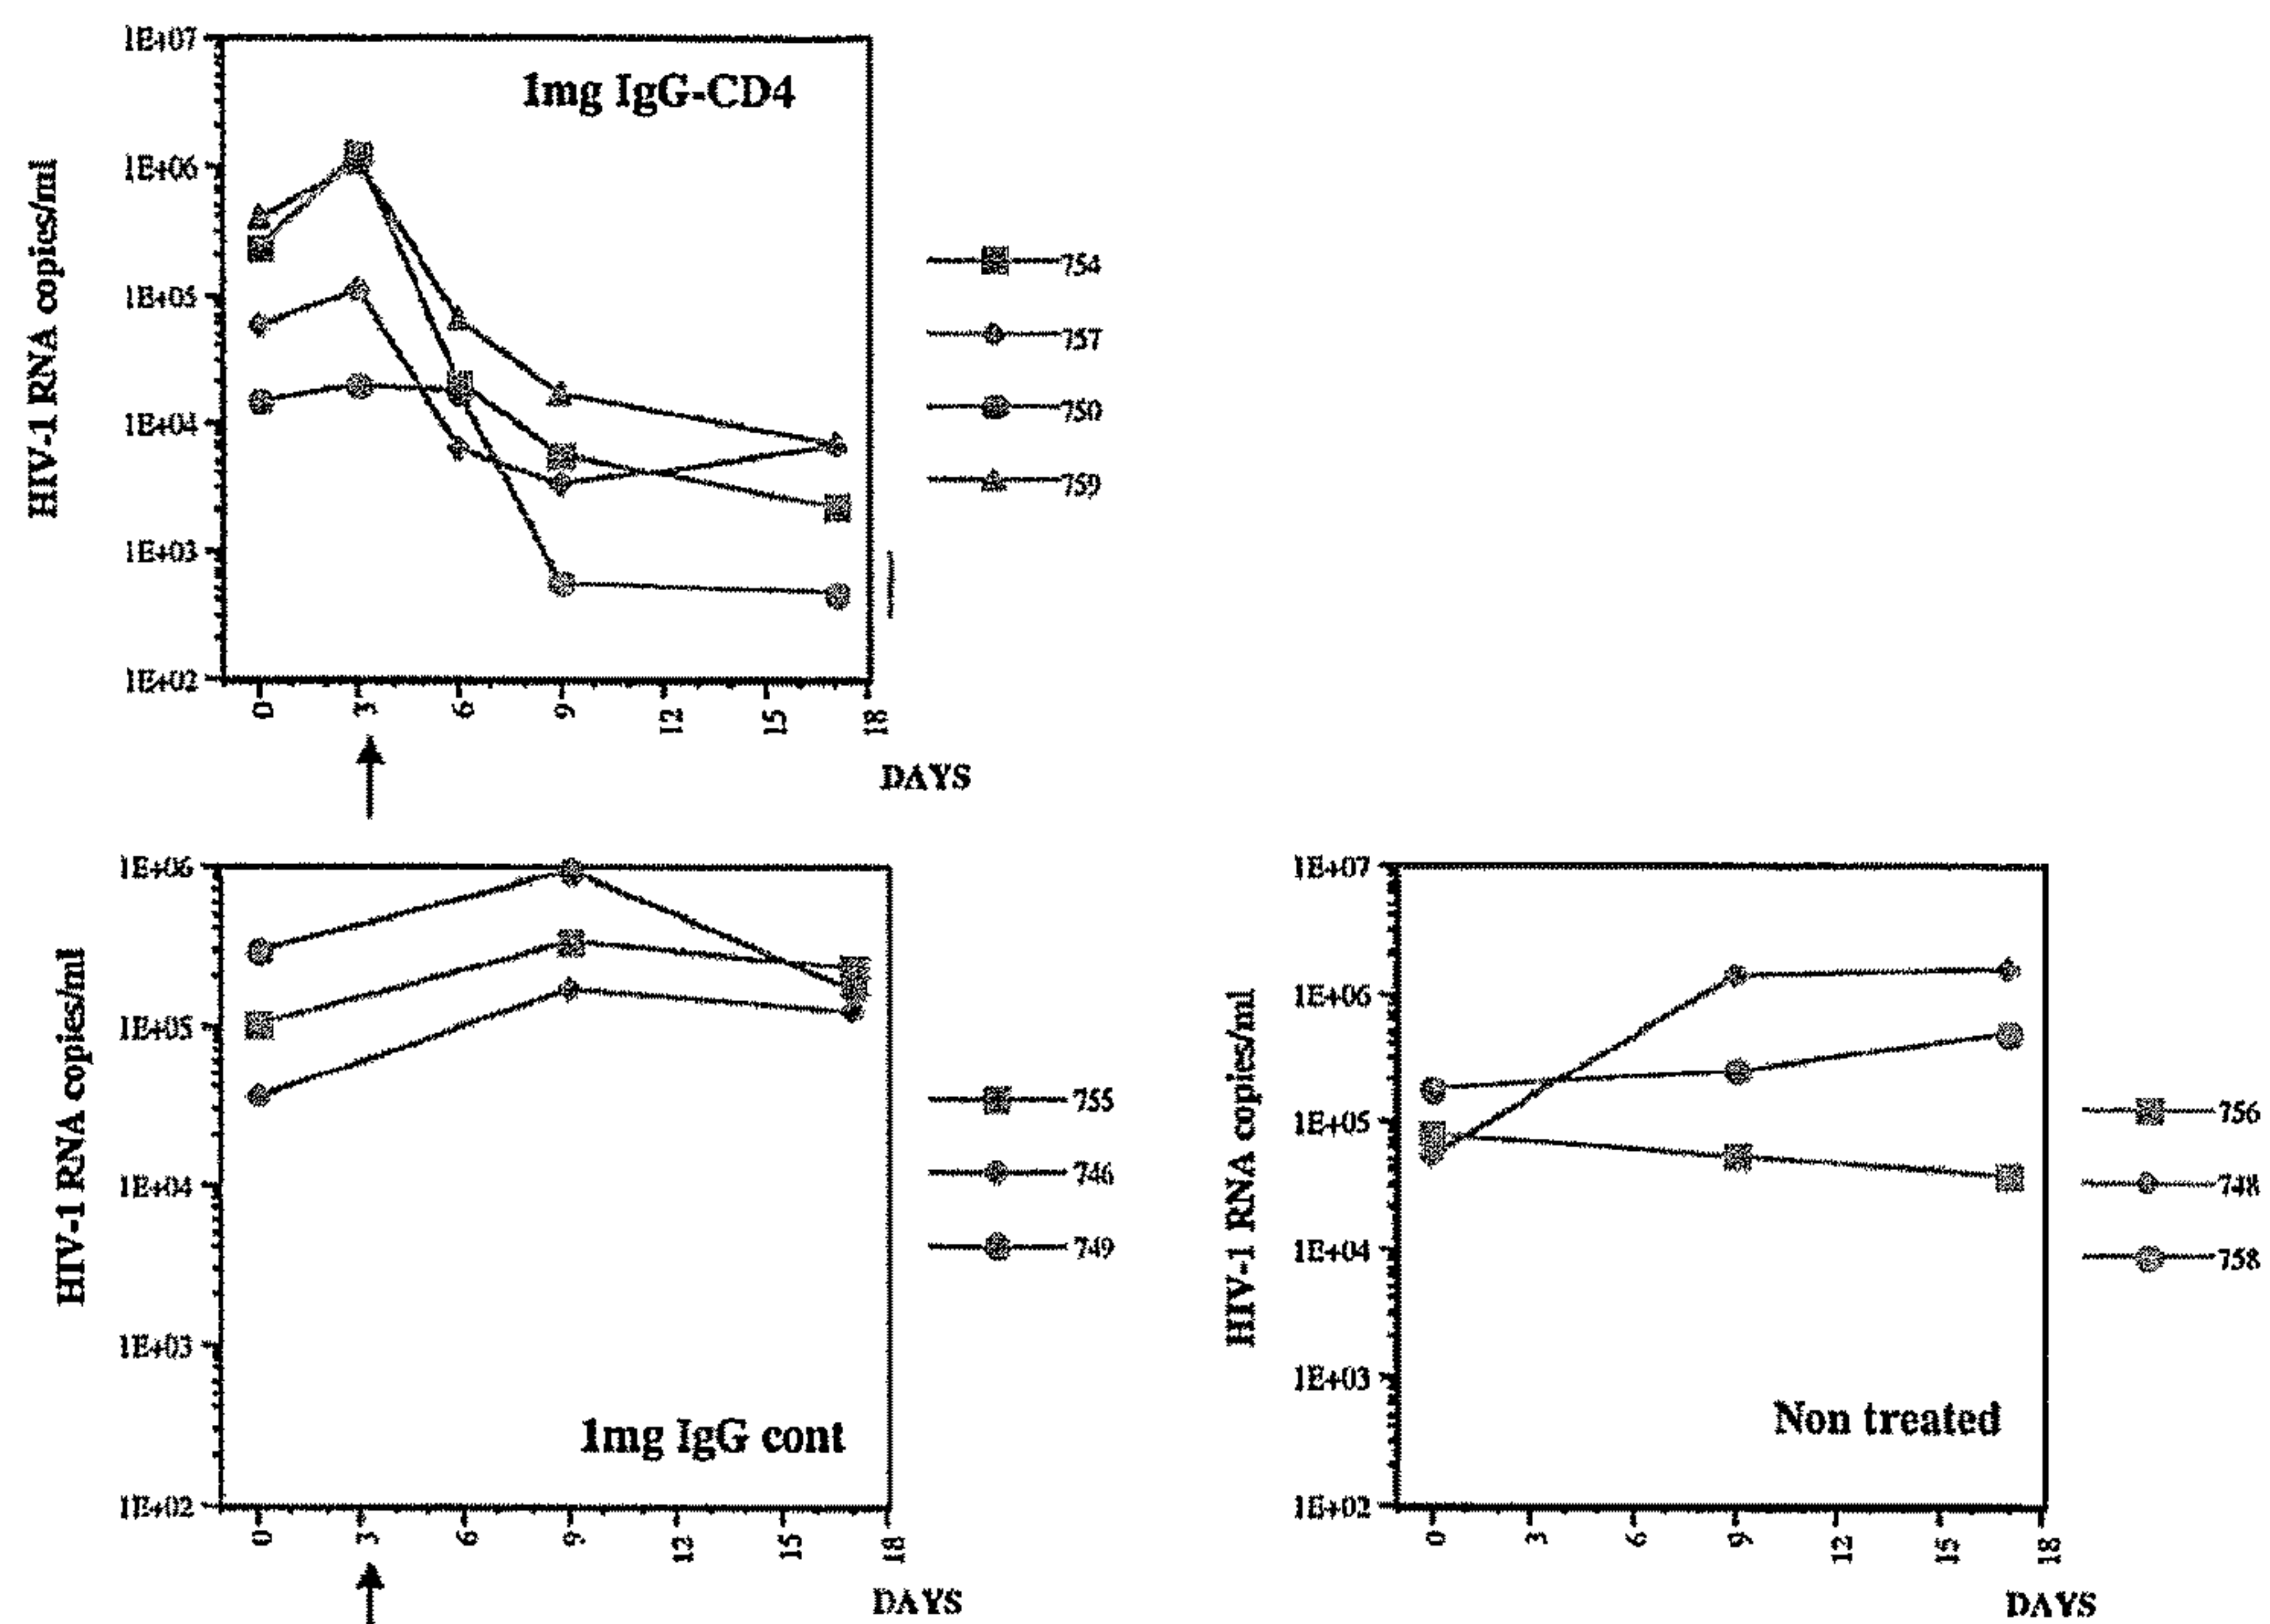 1mg IgG-CD4
HIV-1 RNA copies/ml
1E+07
1E+06
1E+05
1E+04
1E+03
1E+02
0 3 6 9 12 15 18
DAYS
754
757
750
759
1mg IgG cont
HIV-1 RNA copies/ml
1E+06
1E+05
1E+04
1E+03
1E+02
0 3 6 9 12 15 18
DAYS
755
746
749
Non treated
HIV-1 RNA copies/ml
1E+07
1E+06
1E+05
1E+04
1E+03
1E+02
0 3 6 9 12 15 18
DAYS
756
748
758